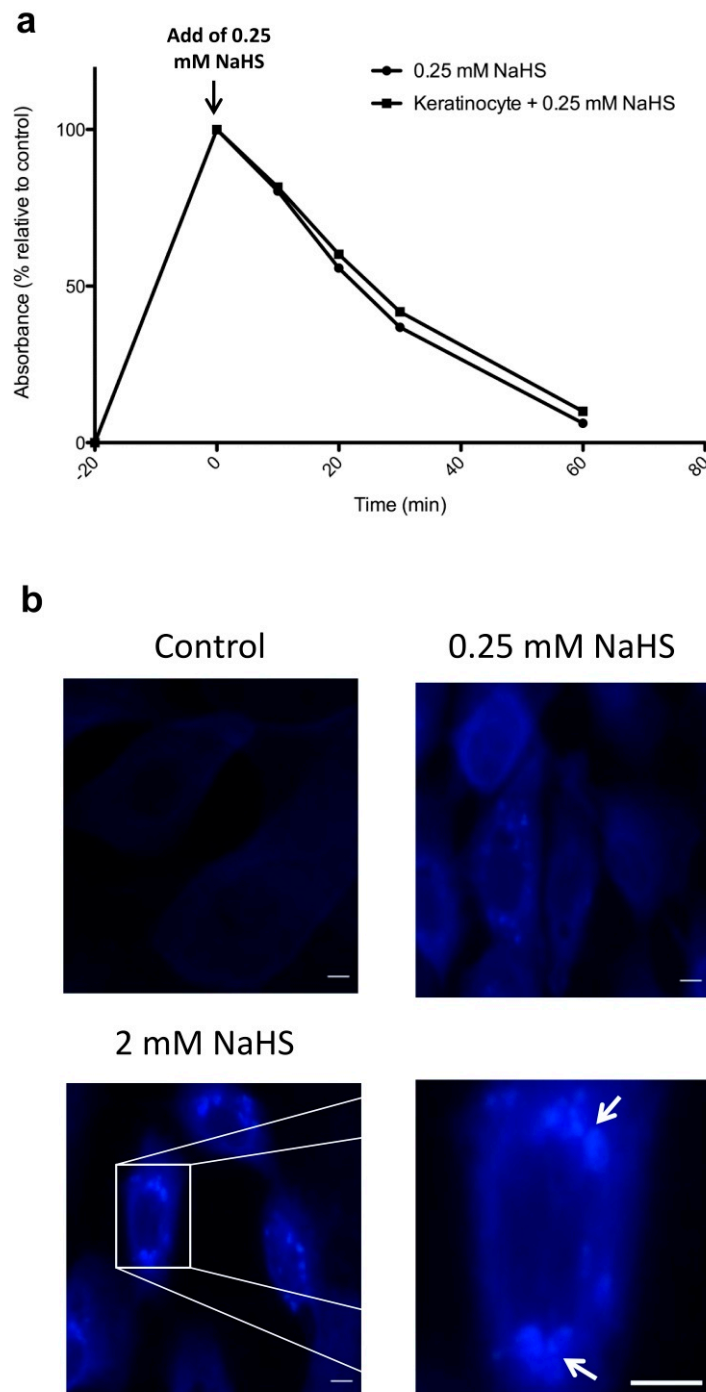 a
Add of 0.25
mM NaHS
0.25 mM NaHS
Keratinocyte + 0.25 mM NaHS
Absorbance (% relative to control)
100
50
0
-20
0
20
40
60
80
Time (min)
b
Control
0.25 mM NaHS
2 mM NaHS